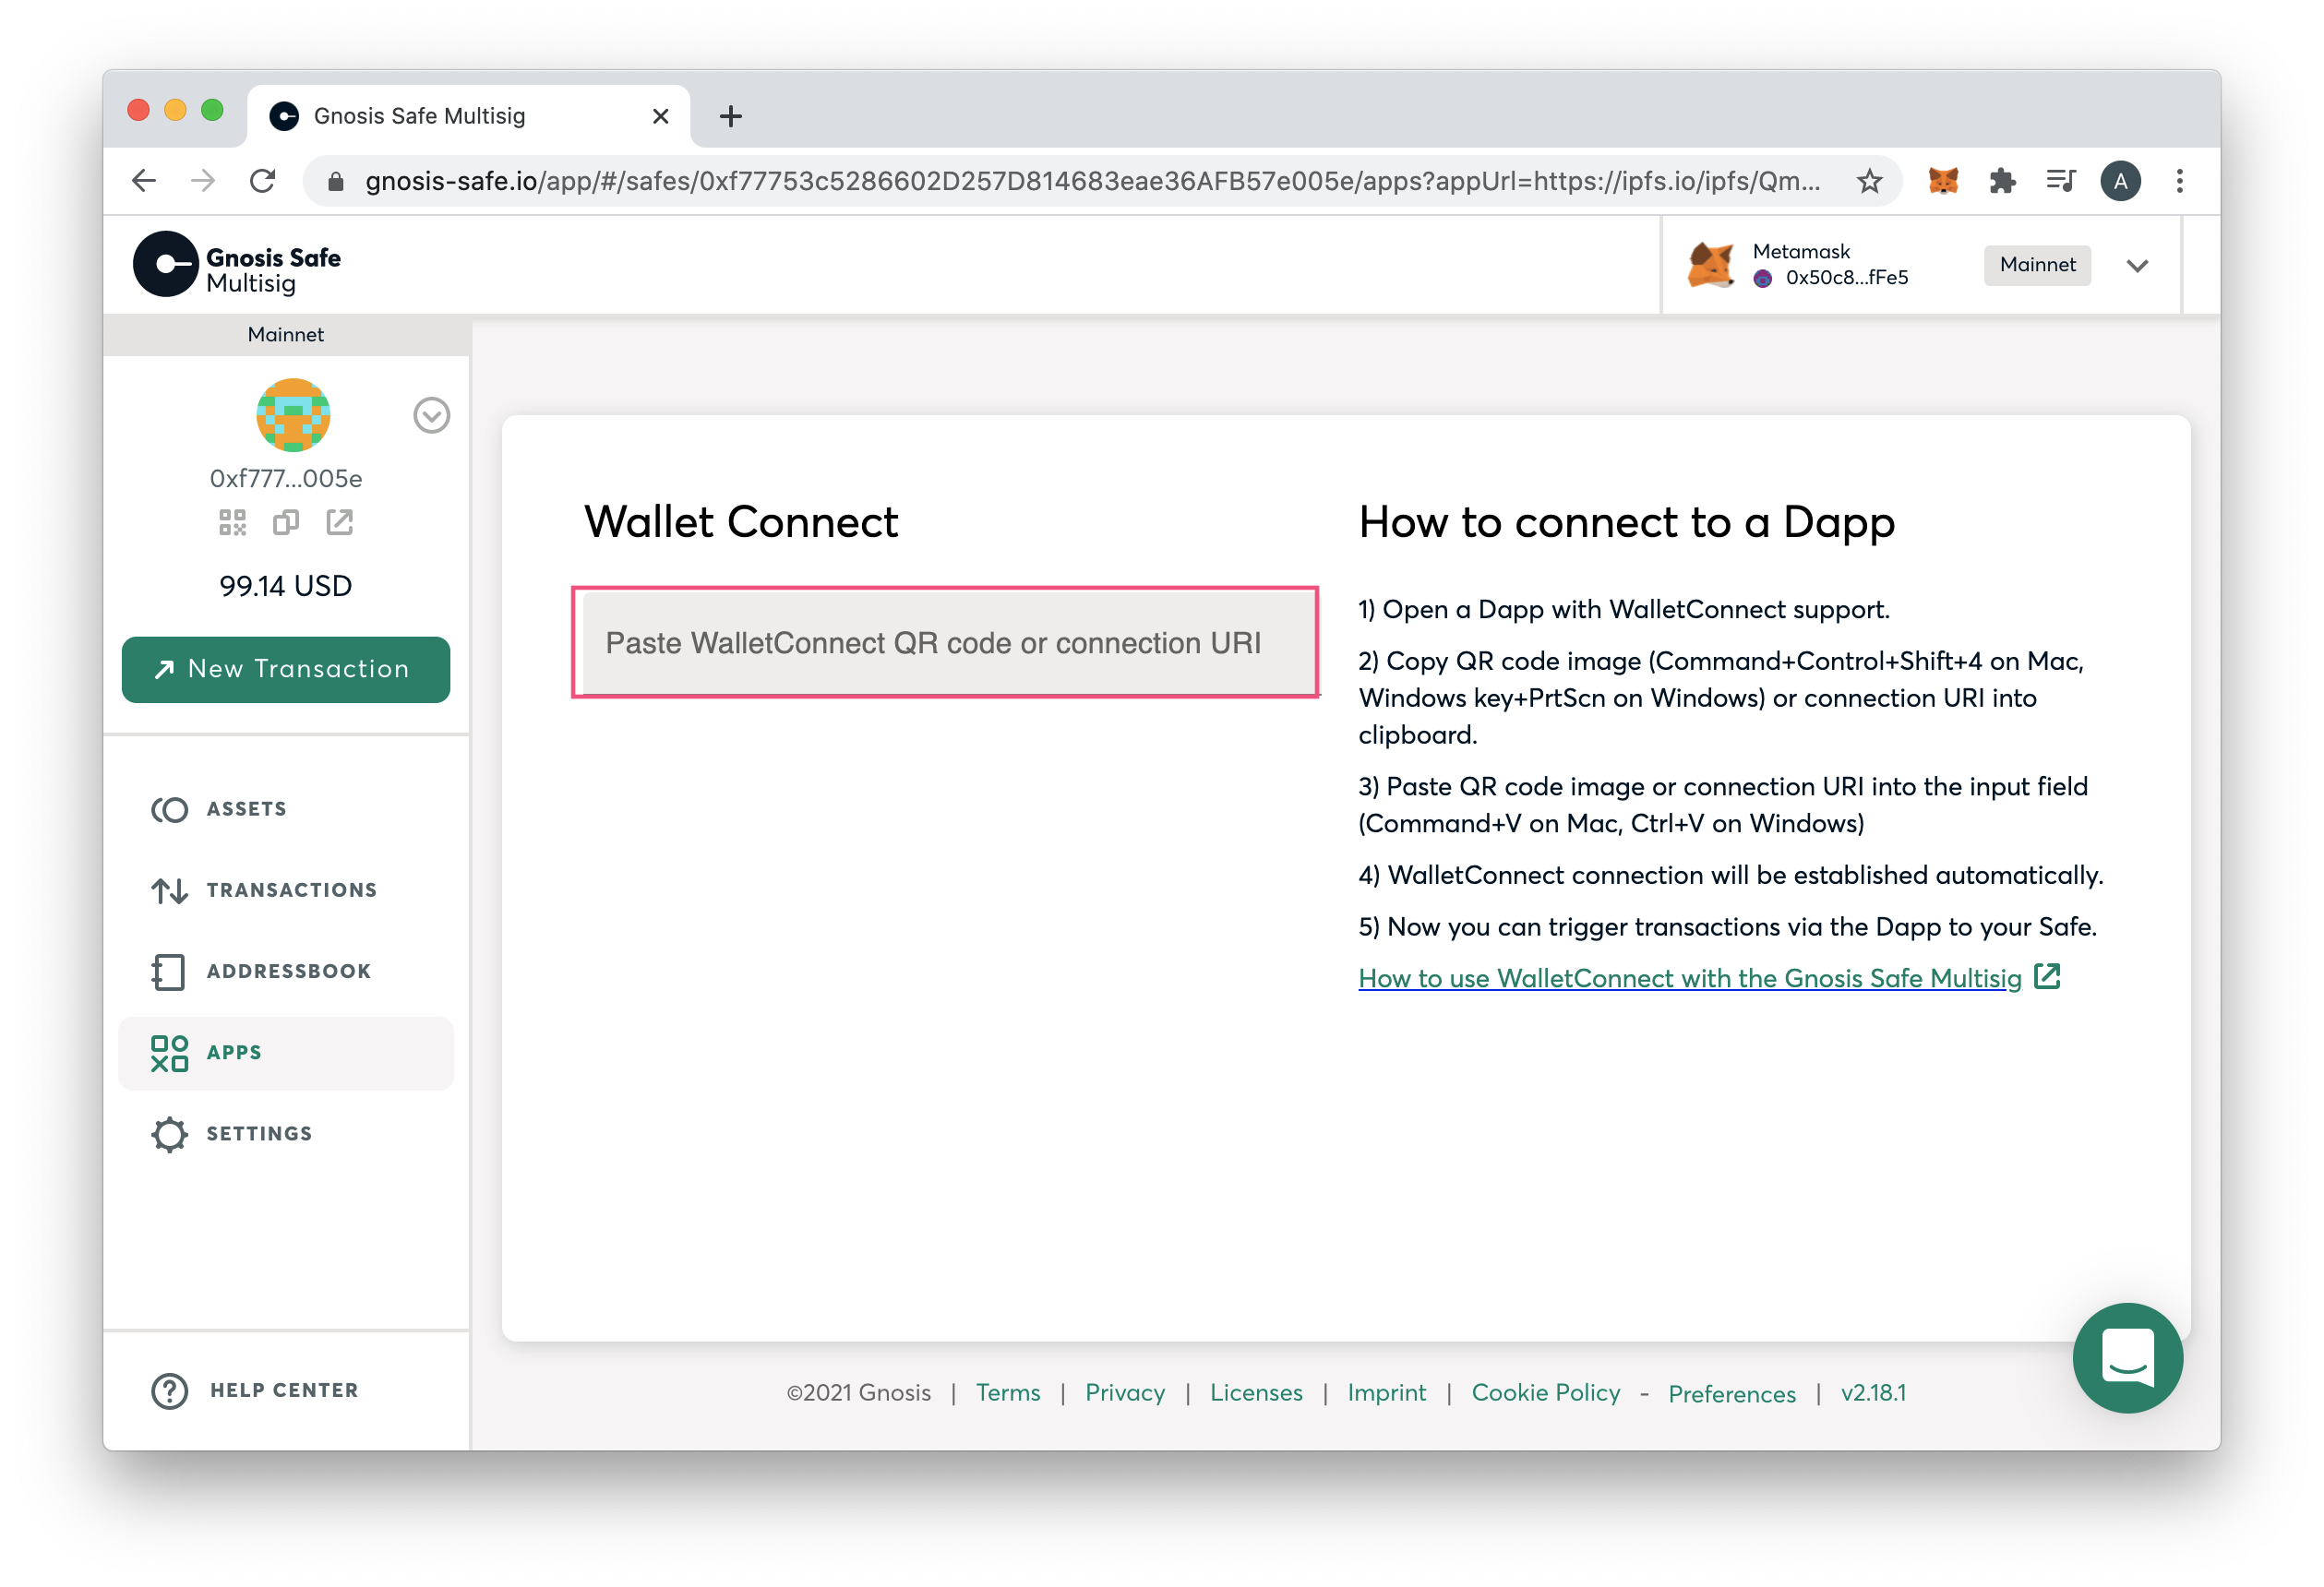 Gnosis Safe Multisig
gnosis-safe.io/app/#/safes/0xf77753c5286602D257D814683eae36AFB57e005e/apps?appUrl=https://ipfs.io/ipfs/Qm...
A
Gnosis Safe
Multisig
Metamask
0x50c8...fFe5
Mainnet
Mainnet
0xf777...005e
99.14 USD
New Transaction
ASSETS
TRANSACTIONS
ADDRESSBOOK
APPS
SETTINGS
HELP CENTER
Wallet Connect
Paste WalletConnect QR code or connection URI
How to connect to a Dapp
1) Open a Dapp with WalletConnect support.
2) Copy QR code image (Command+Control+Shift+4 on Mac,
Windows key+PrtScn on Windows) or connection URI into
clipboard.
3) Paste QR code image or connection URI into the input field
(Command+V on Mac, Ctrl+V on Windows)
4) WalletConnect connection will be established automatically.
5) Now you can trigger transactions via the Dapp to your Safe.
How to use WalletConnect with the Gnosis Safe Multisig
©2021 Gnosis | Terms | Privacy | Licenses | Imprint | Cookie Policy - Preferences | v2.18.1